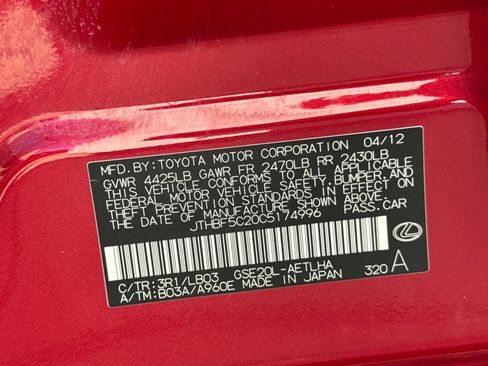 MFD.BY:TOYOTA MOTOR CORPORATION 04/12
GVWR 4425LB GAWR FR 2470LB RR 2430LB
THIS VEHICLE CONFORMS TO ALL APPLICABLE
FEDERAL MOTOR VEHICLE SAFETY,BUMPER,AND
THEFT PREVENTION STANDARDS IN EFFECT ON
THE DATE OF MANUFACTURE SHOWN ABOVE.
JTHBF5C20C5174996 PASS.CAR
C/TR:3R1/LB03 GSE20L-AETLHA
A/TM:B03A/A960E MADE IN JAPAN 320 A